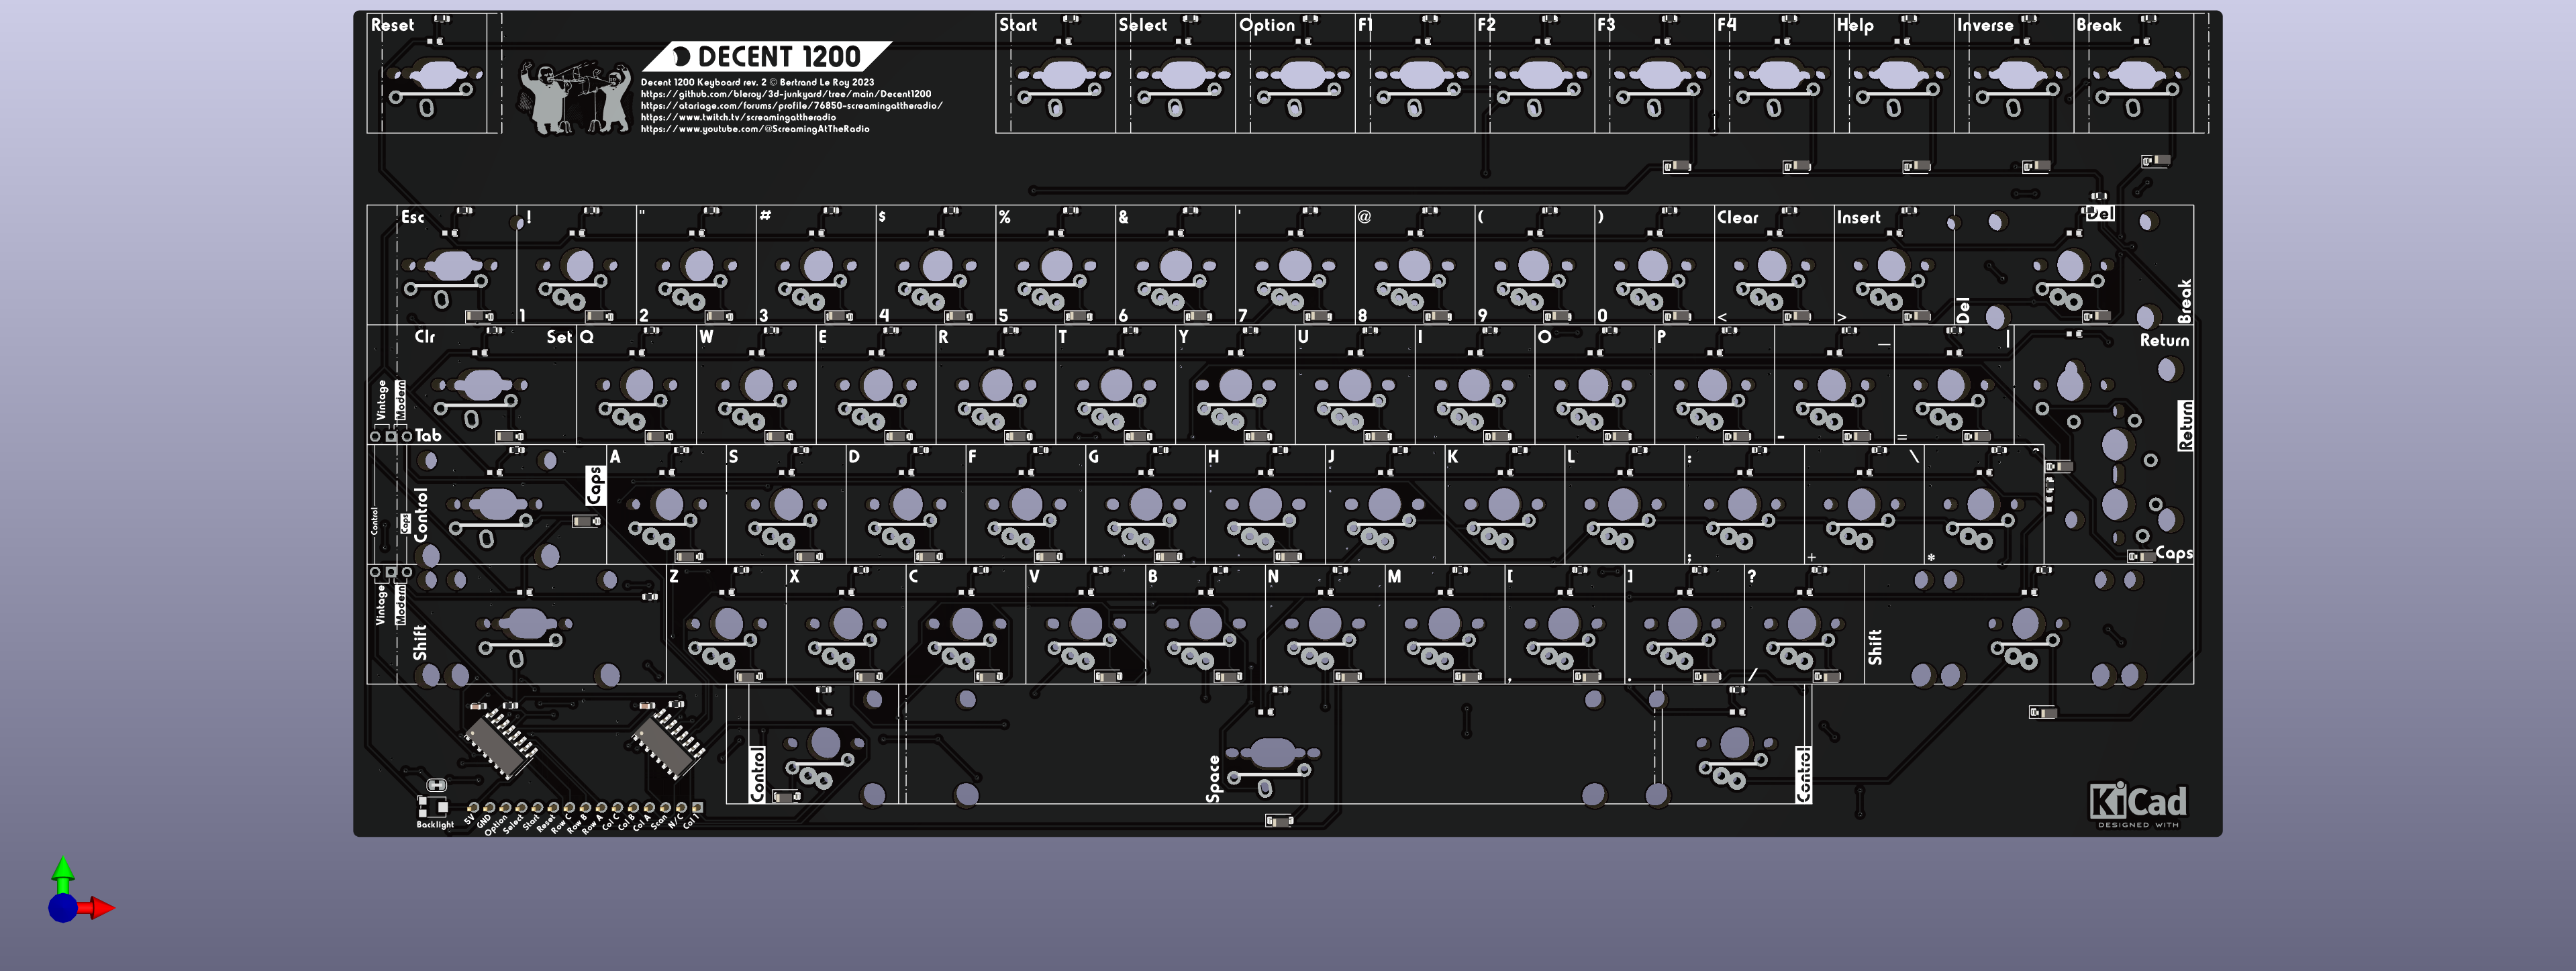 Reset
Start Select Option F1 F2 F3 F4 Help Inverse Break
DECENT 1200
Decent 1200 Keyboard rev. 2 © Bertrand Le Roy 2023
https://github.com/bleroy/3d-junkyard/tree/main/Decent1200
https://atariage.com/forums/profile/76850-screamingattheradio/
https://www.twitch.tv/screamingattheradio
https://www.youtube.com/@ScreamingAtTheRadio
Esc ! " # $ % & ' @ ( ) Clear Insert Del
1 2 3 4 5 6 7 8 9 0 < > Del Break
Clr Set Q W E R T Y U I O P _ | Return
Vintage Modern
Tab - = Return
Control Caps Control Caps A S D F G H J K L : \ ^
; + * Caps
Vintage Modern
Shift Z X C V B N M [ ] ? Shift
, . /
Control Space Control
Backlight 5V GND Option Select Start Reset Row C Row B Row A Col C Col B Col A Scan N/C Col 1
KiCad
DESIGNED WITH